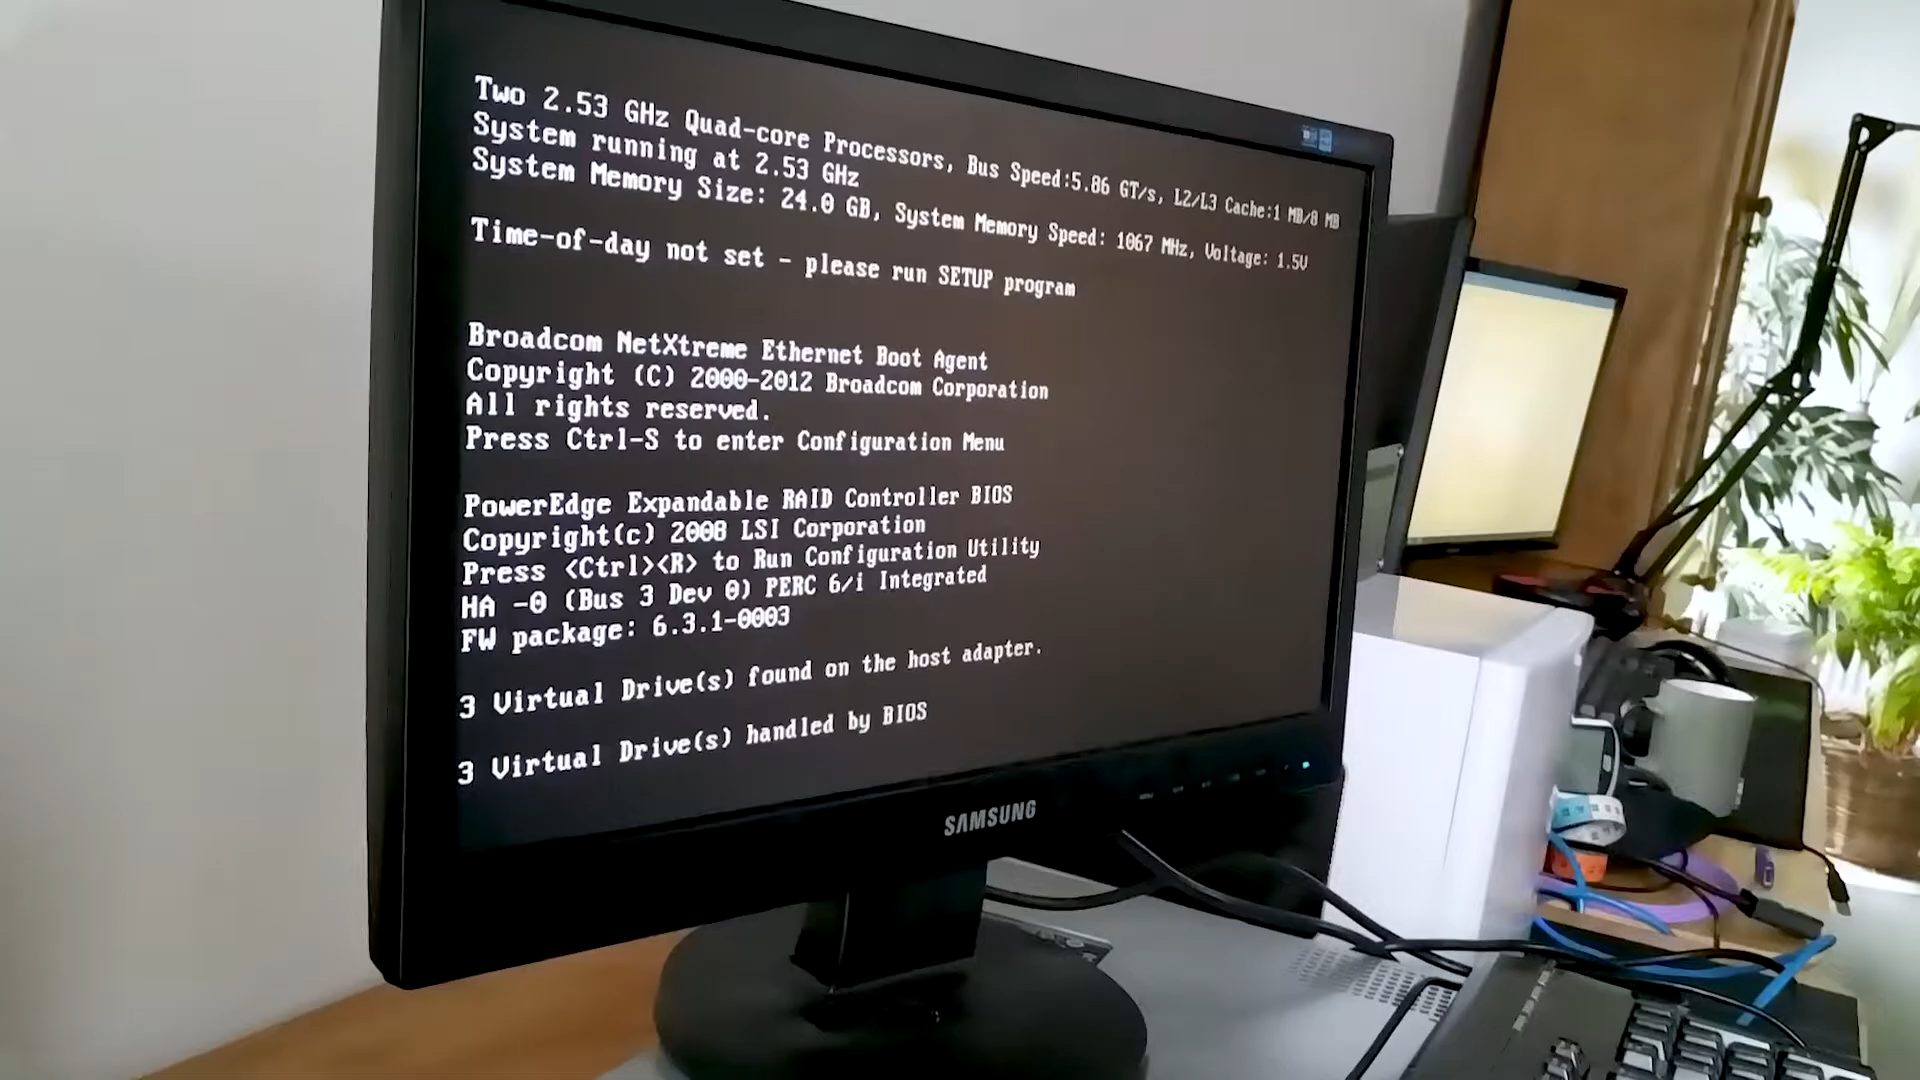 Two 2.53 GHz Quad-core Processors, Bus Speed:5.86 GT/s, L2/L3 Cache:1 MB/8 MB
System running at 2.53 GHz
System Memory Size: 24.0 GB, System Memory Speed: 1067 MHz, Voltage: 1.5V
Time-of-day not set - please run SETUP program
Broadcom NetXtreme Ethernet Boot Agent
Copyright (C) 2000-2012 Broadcom Corporation
All rights reserved.
Press Ctrl-S to enter Configuration Menu
PowerEdge Expandable RAID Controller BIOS
Copyright(c) 2008 LSI Corporation
Press <Ctrl><R> to Run Configuration Utility
HA -0 (Bus 3 Dev 0) PERC 6/i Integrated
FW package: 6.3.1-0003
3 Virtual Drive(s) found on the host adapter.
3 Virtual Drive(s) handled by BIOS
SAMSUNG